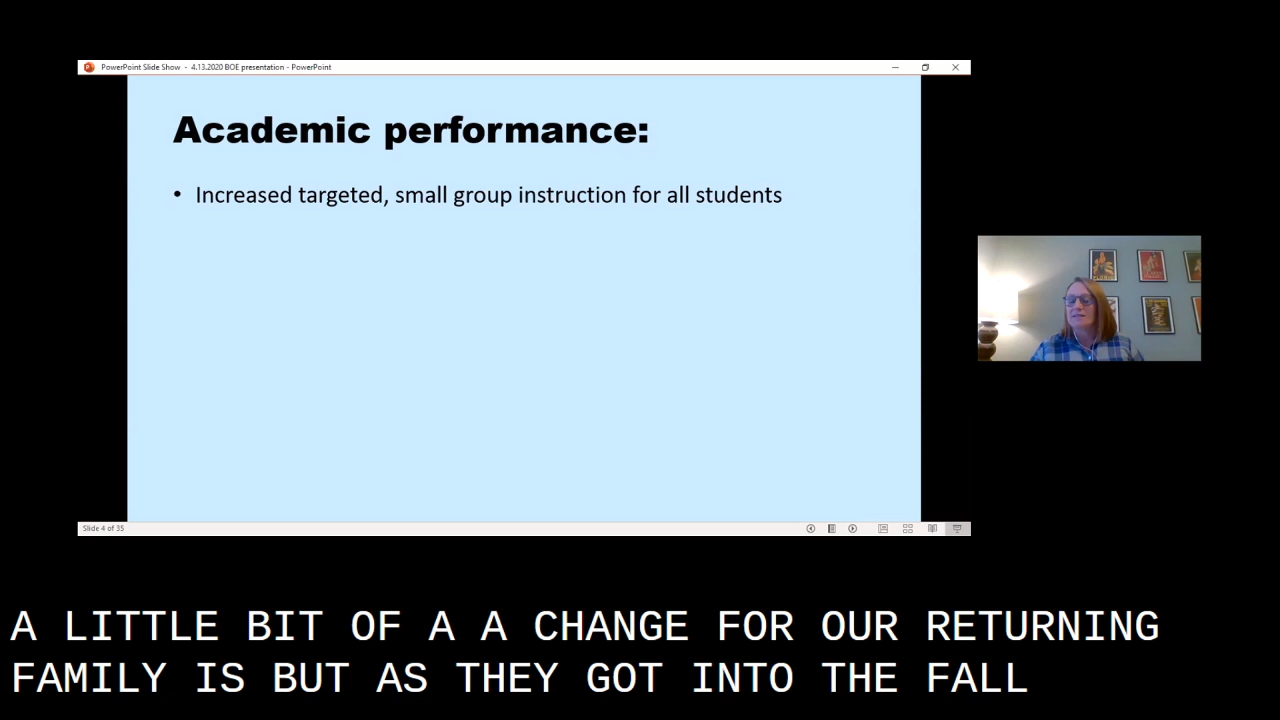 PowerPoint Slide Show - 4.13.2020 BOE presentation - PowerPoint
Academic performance:
• Increased targeted, small group instruction for all students
Slide 4 of 35
A LITTLE BIT OF A A CHANGE FOR OUR RETURNING
FAMILY IS BUT AS THEY GOT INTO THE FALL